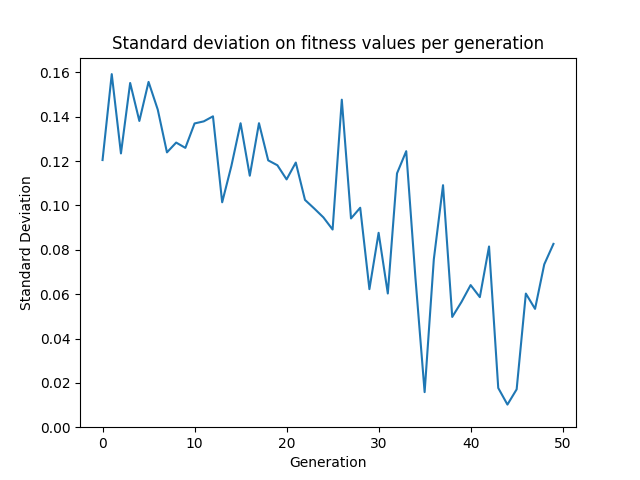 Standard deviation on fitness values per generation
0.16
0.14
0.12
0.10
0.08
0.06
0.04
0.02
0.00
Standard Deviation
0 10 20 30 40 50
Generation